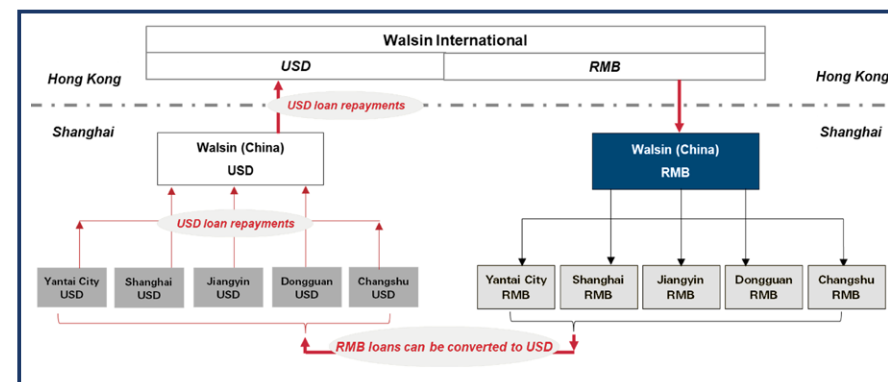 Walsin International
USD
RMB
Hong Kong
Hong Kong
USD loan repayments
Shanghai
Shanghai
Walsin (China)
USD
Walsin (China)
RMB
USD loan repayments
Yantai City
USD
Shanghai
USD
Jiangyin
USD
Dongguan
USD
Changshu
USD
Yantai City
RMB
Shanghai
RMB
Jiangyin
RMB
Dongguan
RMB
Changshu
RMB
RMB loans can be converted to USD